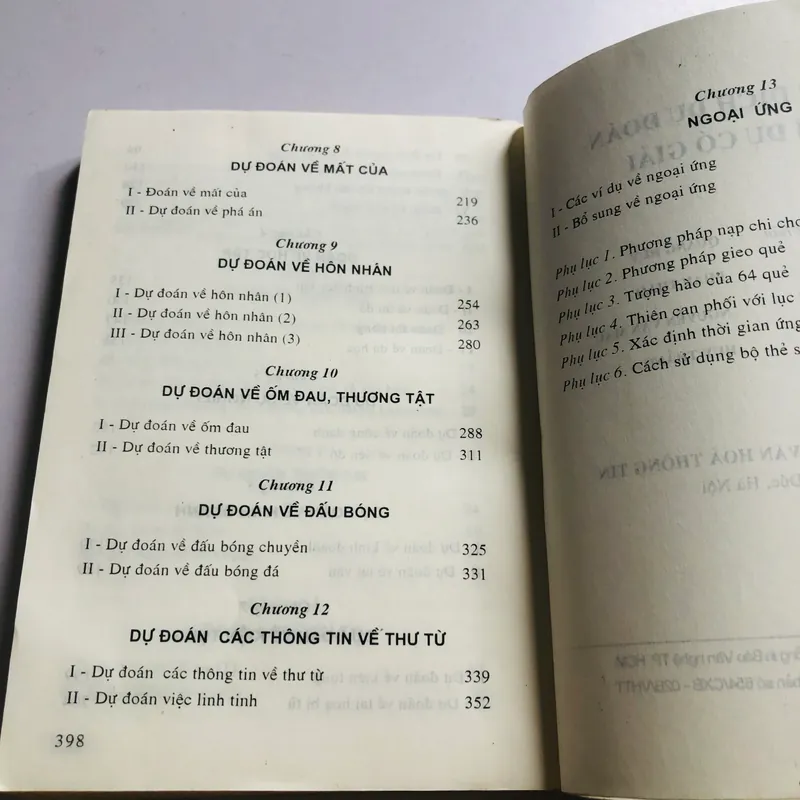 Chương 8
DỰ ĐOÁN VỀ MẤT CỦA
I - Đoán về mất của 219
II - Dự đoán về phá án 236
Chương 9
DỰ ĐOÁN VỀ HÔN NHÂN
I - Dự đoán về hôn nhân (1) 254
II - Dự đoán về hôn nhân (2) 263
III - Dự đoán về hôn nhân (3) 280
Chương 10
DỰ ĐOÁN VỀ ỐM ĐAU, THƯƠNG TẬT
I - Dự đoán về ốm đau 288
II - Dự đoán về thương tật 311
Chương 11
DỰ ĐOÁN VỀ ĐẤU BÓNG
I - Dự đoán về đấu bóng chuyền 325
II - Dự đoán về đấu bóng đá 331
Chương 12
DỰ ĐOÁN CÁC THÔNG TIN VỀ THƯ TỪ
I - Dự đoán các thông tin về thư từ 339
II - Dự đoán việc linh tinh 352
398
Chương 13
NGOẠI ỨNG
I - Các ví dụ về ngoại ứng
II - Bổ sung về ngoại ứng
Phụ lục 1. Phương pháp nạp chi cho
Phụ lục 2. Phương pháp gieo quẻ
Phụ lục 3. Tượng hào của 64 quẻ
Phụ lục 4. Thiên can phối với lục
Phụ lục 5. Xác định thời gian ứng
Phụ lục 6. Cách sử dụng bộ thẻ s